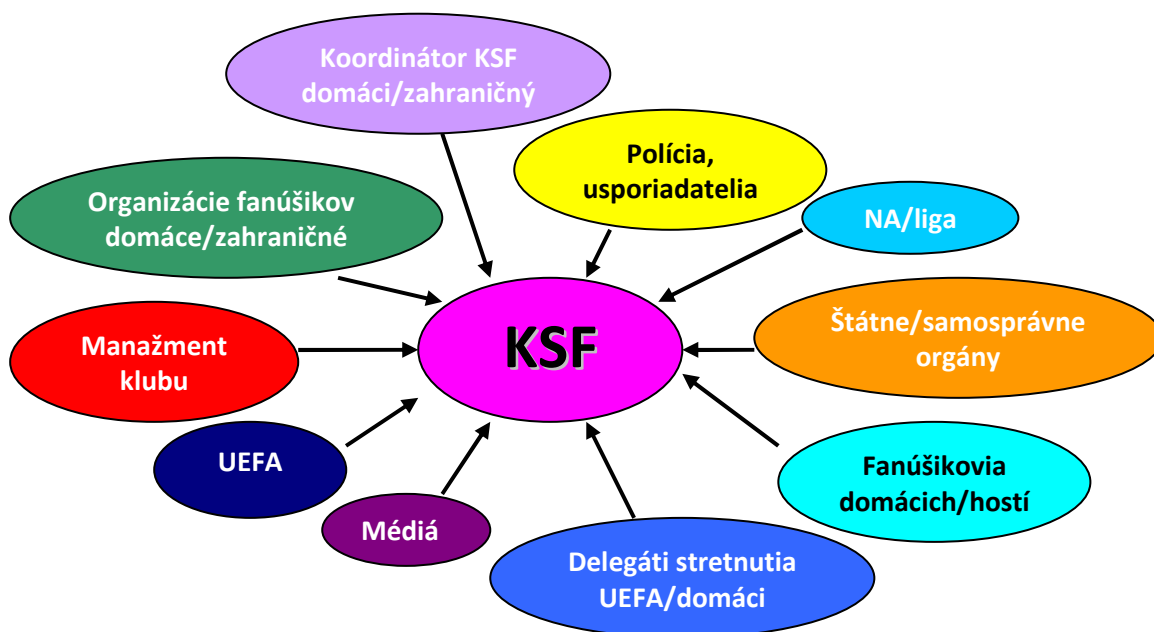 Koordinátor KSF
domáci/zahraničný
Polícia,
usporiadatelia
Organizácie fanúšikov
domáce/zahraničné
NA/liga
KSF
Štátne/samosprávne
orgány
Manažment
klubu
UEFA
Fanúšikovia
domácich/hostí
Médiá
Delegáti stretnutia
UEFA/domáci